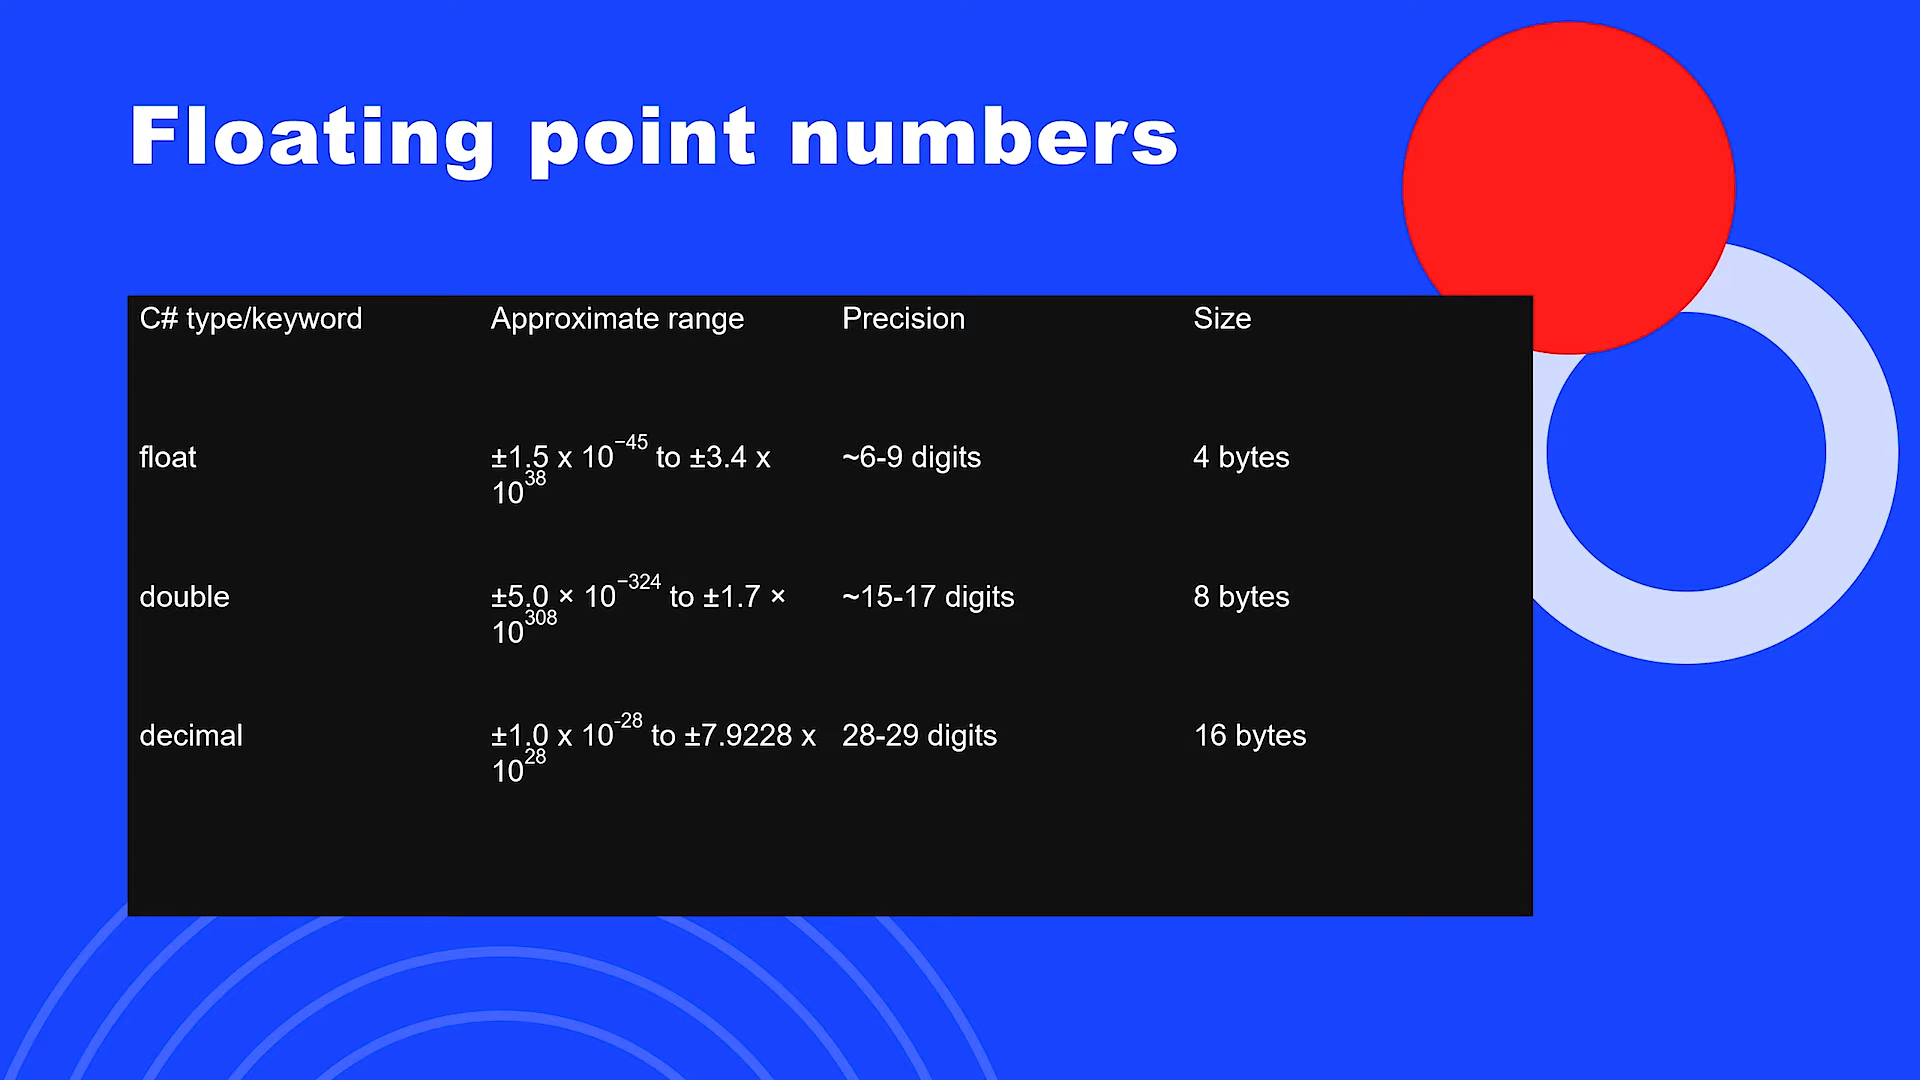 Floating point numbers
C# type/keyword Approximate range Precision Size
float ±1.5 x 10⁻⁴⁵ to ±3.4 x ~6-9 digits 4 bytes
10³⁸
double ±5.0 × 10⁻³²⁴ to ±1.7 × ~15-17 digits 8 bytes
10³⁰⁸
decimal ±1.0 x 10⁻²⁸ to ±7.9228 x 28-29 digits 16 bytes
10²⁸